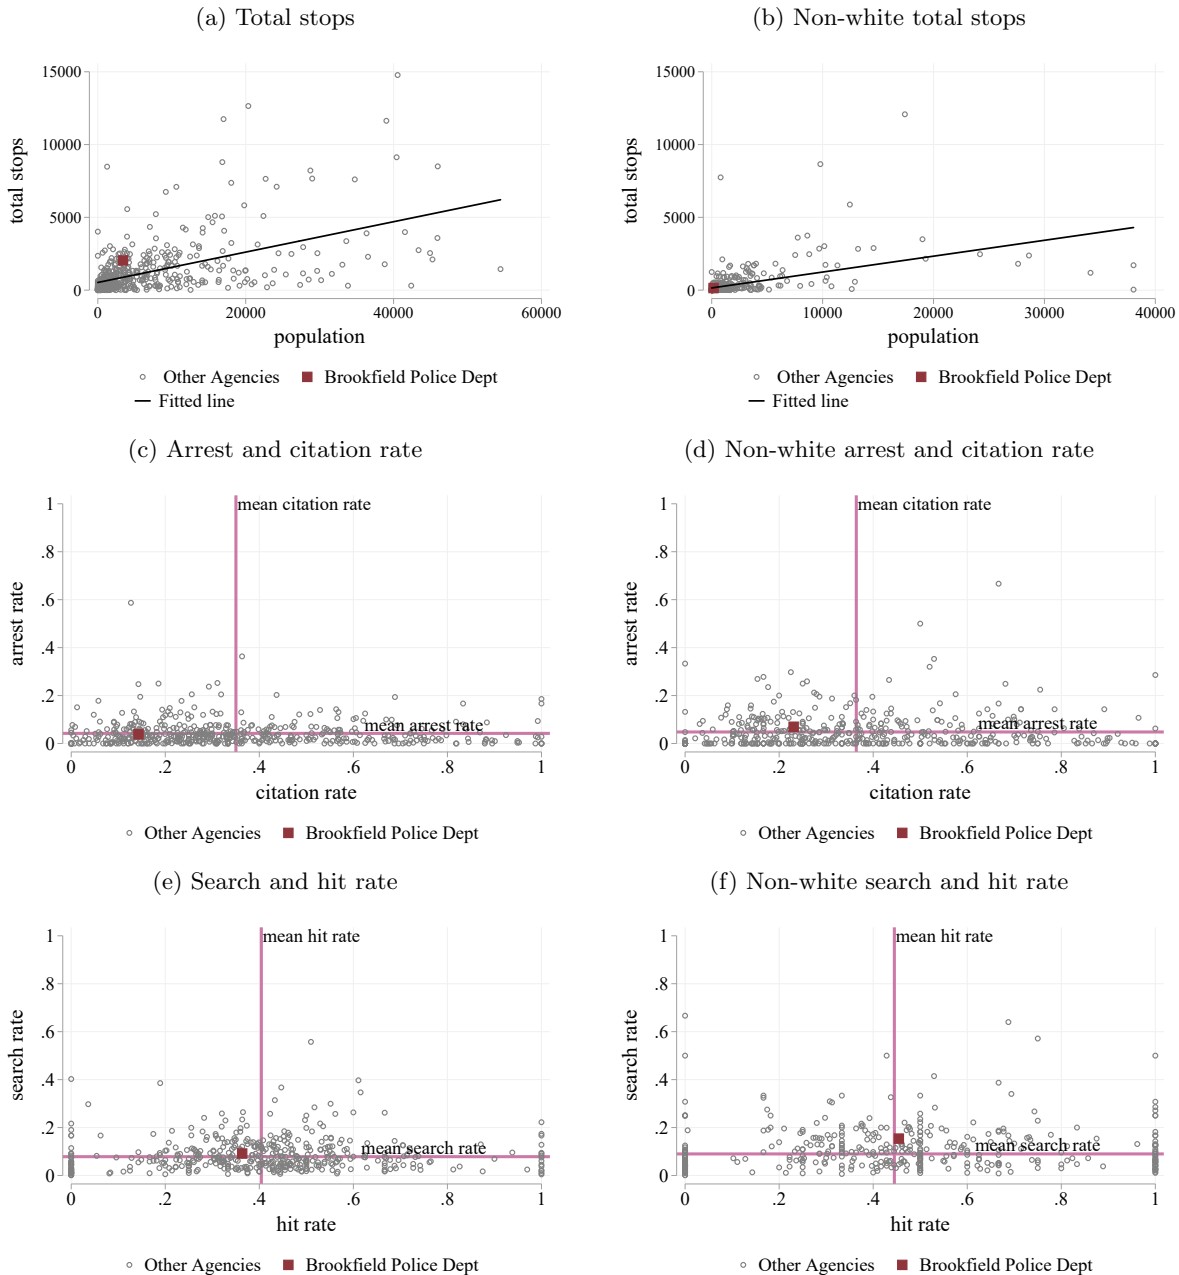 (a) Total stops
(b) Non-white total stops
15000
10000
5000
0
total stops
0
20000
40000
60000
population
Other Agencies
Brookfield Police Dept
Fitted line
15000
10000
5000
0
total stops
0
10000
20000
30000
40000
population
Other Agencies
Brookfield Police Dept
Fitted line
(c) Arrest and citation rate
(d) Non-white arrest and citation rate
1
.8
.6
.4
.2
0
arrest rate
mean citation rate
mean arrest rate
0
.2
.4
.6
.8
1
citation rate
Other Agencies
Brookfield Police Dept
1
.8
.6
.4
.2
0
arrest rate
mean citation rate
mean arrest rate
0
.2
.4
.6
.8
1
citation rate
Other Agencies
Brookfield Police Dept
(e) Search and hit rate
(f) Non-white search and hit rate
1
.8
.6
.4
.2
0
search rate
mean hit rate
mean search rate
0
.2
.4
.6
.8
1
hit rate
Other Agencies
Brookfield Police Dept
1
.8
.6
.4
.2
0
search rate
mean hit rate
mean search rate
0
.2
.4
.6
.8
1
hit rate
Other Agencies
Brookfield Police Dept